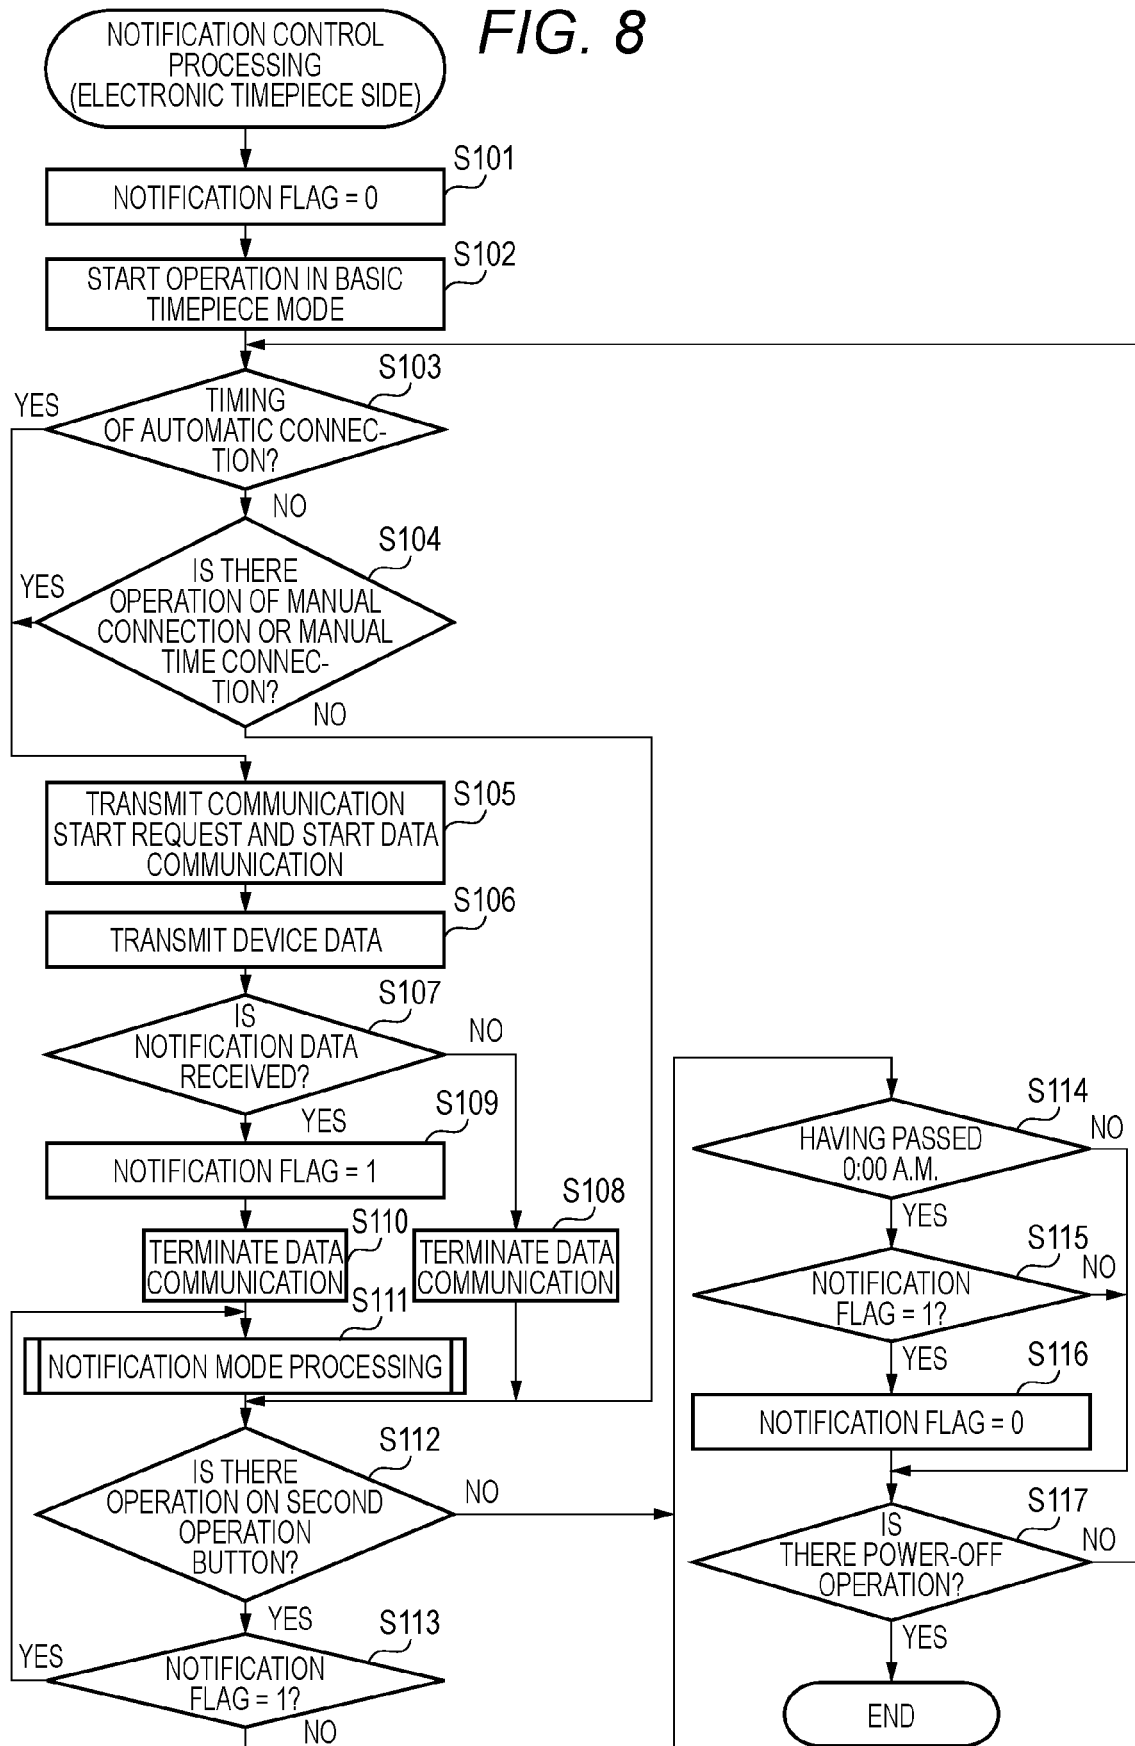 FIG. 8
NOTIFICATION CONTROL
PROCESSING
(ELECTRONIC TIMEPIECE SIDE)
S101
NOTIFICATION FLAG = 0
S102
START OPERATION IN BASIC
TIMEPIECE MODE
S103
YES
TIMING
OF AUTOMATIC CONNEC-
TION?
NO
S104
YES
IS THERE
OPERATION OF MANUAL
CONNECTION OR MANUAL
TIME CONNEC-
TION?
NO
S105
TRANSMIT COMMUNICATION
START REQUEST AND START DATA
COMMUNICATION
S106
TRANSMIT DEVICE DATA
S107
IS
NOTIFICATION DATA
RECEIVED?
NO
YES
S109
NOTIFICATION FLAG = 1
S110
TERMINATE DATA
COMMUNICATION
S108
TERMINATE DATA
COMMUNICATION
S111
NOTIFICATION MODE PROCESSING
S112
IS THERE
OPERATION ON SECOND
OPERATION
BUTTON?
NO
YES
S113
YES
NOTIFICATION
FLAG = 1?
NO
S114
HAVING PASSED
0:00 A.M.
NO
YES
S115
NOTIFICATION
FLAG = 1?
NO
YES
S116
NOTIFICATION FLAG = 0
S117
IS
THERE POWER-OFF
OPERATION?
NO
YES
END